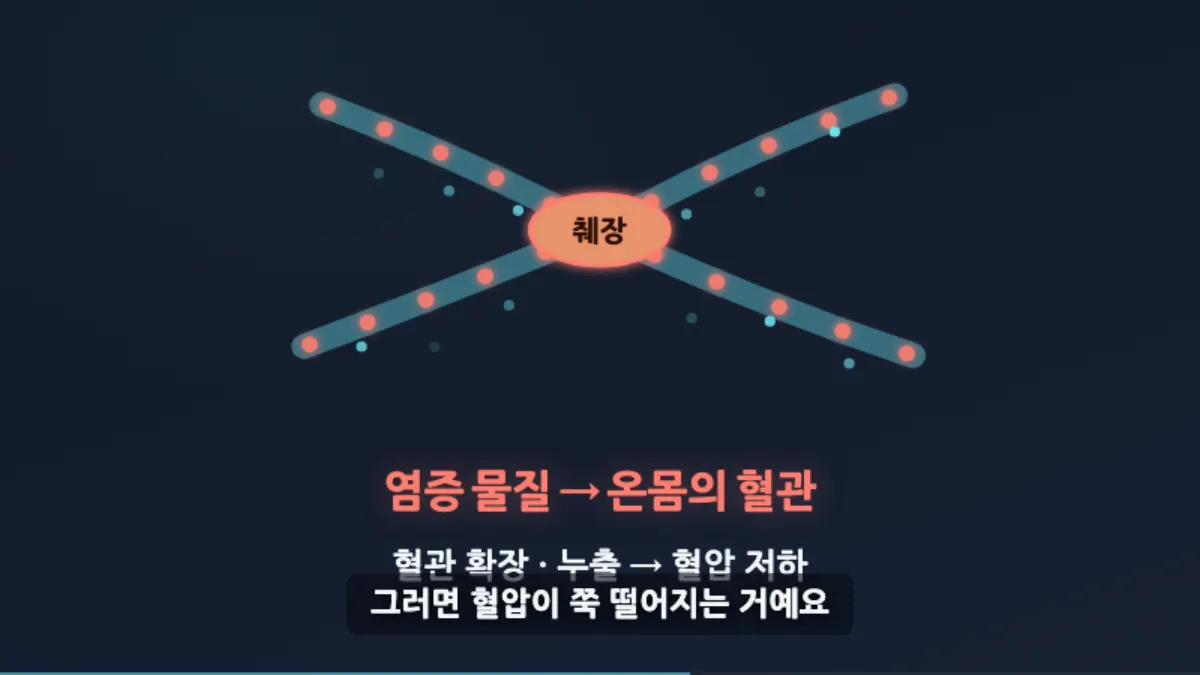 췌장
염증 물질 → 온몸의 혈관
혈관 확장 · 누출 → 혈압 저하
그러면 혈압이 쭉 떨어지는 거예요